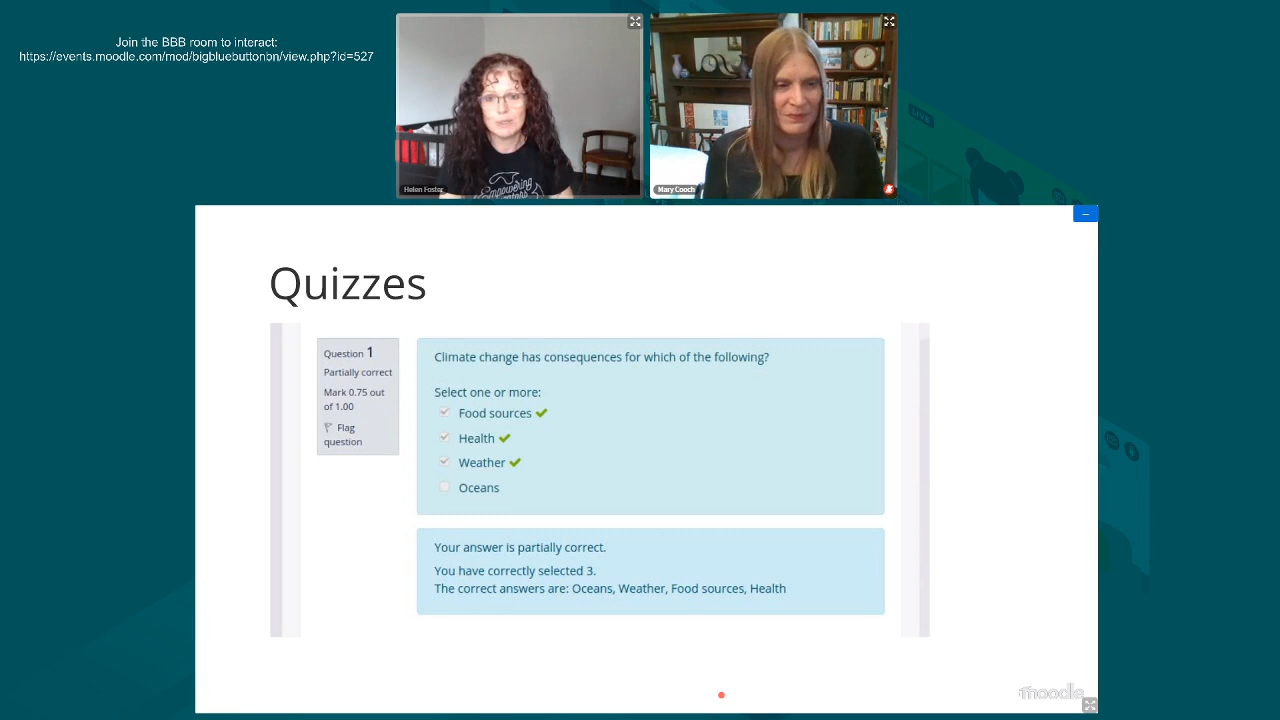 Join the BBB room to interact:
https://events.moodle.com/mod/bigbluebuttonbn/view.php?id=527
Helen Foster
Mary Cooch
Empowering
LIVE
Quizzes
Question 1
Partially correct
Mark 0.75 out
of 1.00
Flag
question
Climate change has consequences for which of the following?
Select one or more:
Food sources
Health
Weather
Oceans
Your answer is partially correct.
You have correctly selected 3.
The correct answers are: Oceans, Weather, Food sources, Health
moodle